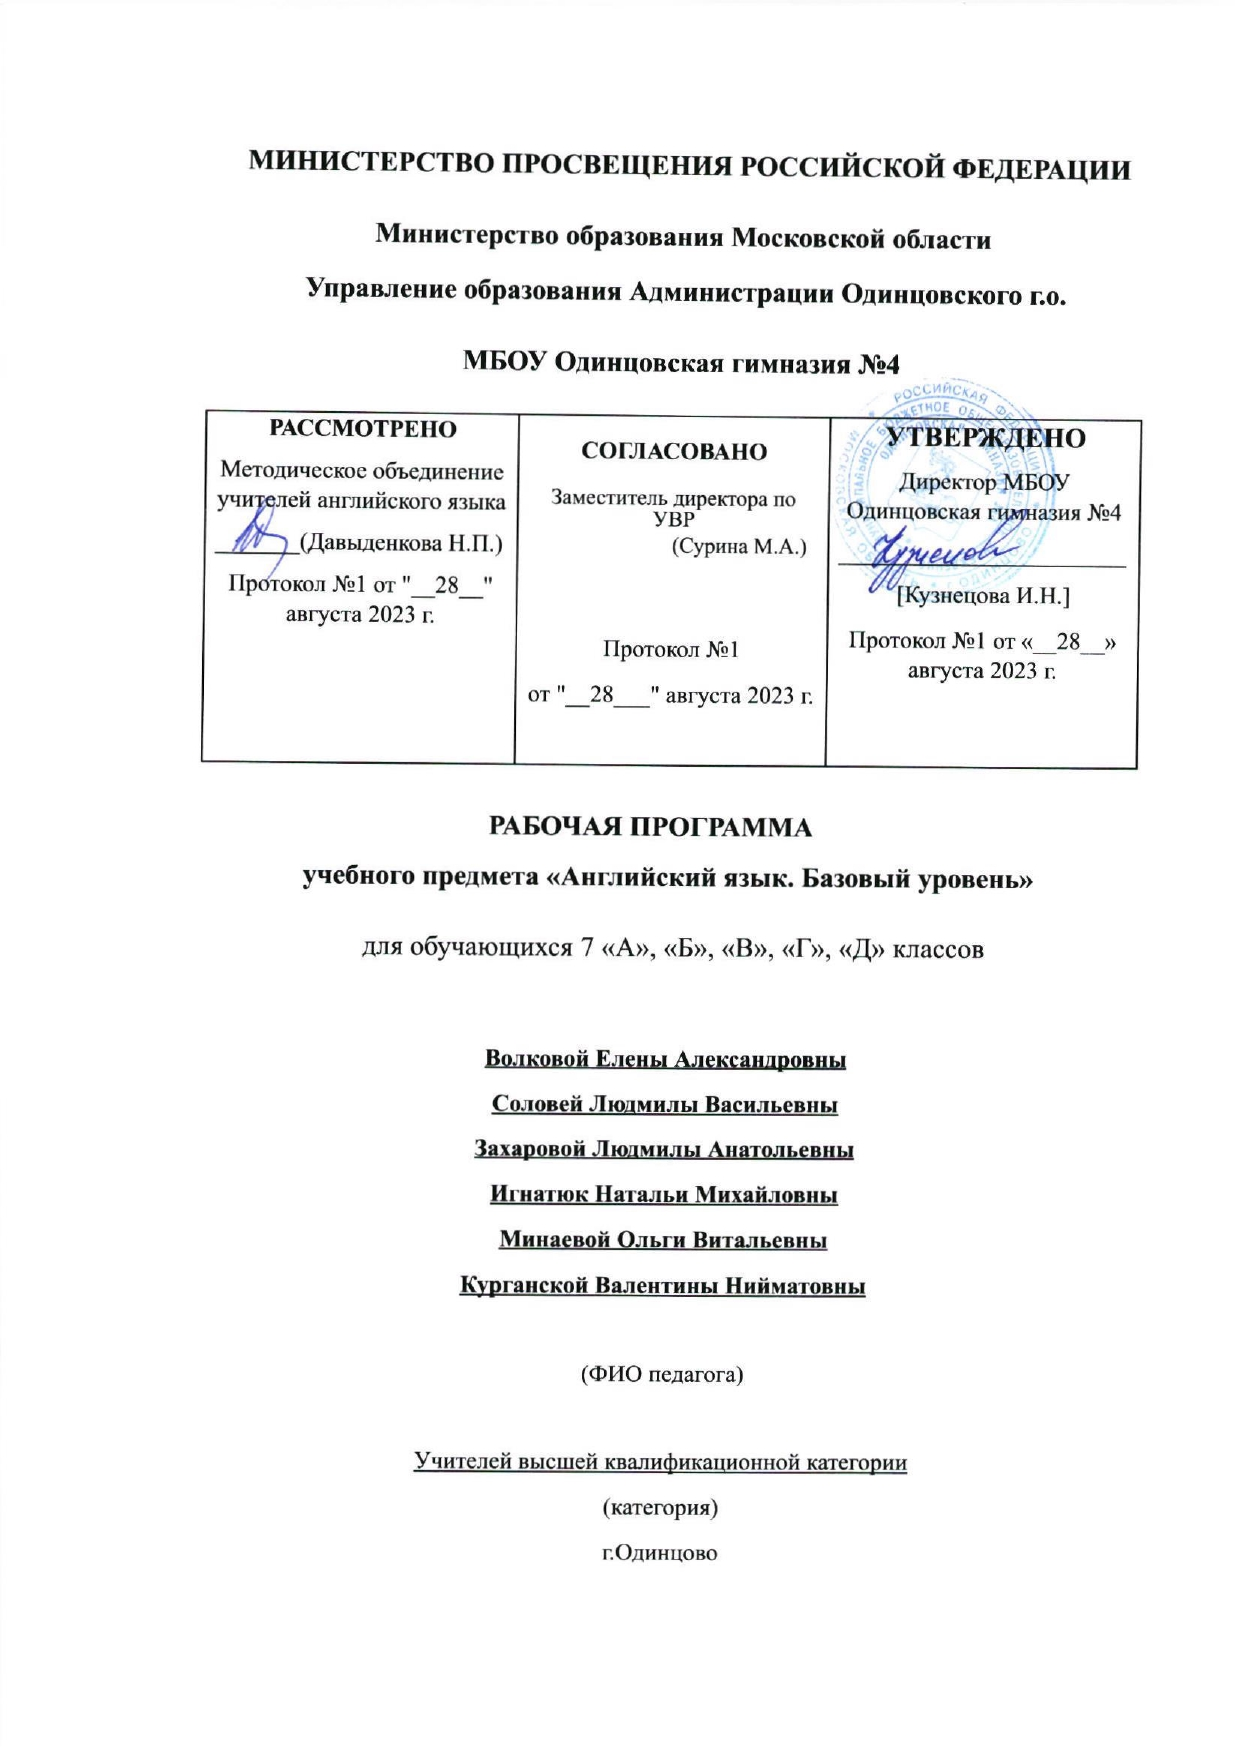 МИНИСТЕРСТВО ПРОСВЕЩЕНИЯ РОССИЙСКОЙ ФЕДЕРАЦИИ
Министерство образования Московской области
Управление образования Администрации Одинцовского г.о.
МБОУ Одинцовская гимназия №4
РАССМОТРЕНО
Методическое объединение
учителей английского языка
_______(Давыденкова Н.П.)
Протокол №1 от "__28__"
августа 2023 г.
СОГЛАСОВАНО
Заместитель директора по
УВР
(Сурина М.А.)
Протокол №1
от "__28___" августа 2023 г.
УТВЕРЖДЕНО
Директор МБОУ
Одинцовская гимназия №4
[Кузнецова И.Н.]
Протокол №1 от «__28__»
августа 2023 г.
РОССИЙСКАЯ ФЕДЕРАЦИЯ
РАБОЧАЯ ПРОГРАММА
учебного предмета «Английский язык. Базовый уровень»
для обучающихся 7 «А», «Б», «В», «Г», «Д» классов
Волковой Елены Александровны
Соловей Людмилы Васильевны
Захаровой Людмилы Анатольевны
Игнатюк Натальи Михайловны
Минаевой Ольги Витальевны
Курганской Валентины Нийматовны
(ФИО педагога)
Учителей высшей квалификационной категории
(категория)
г.Одинцово